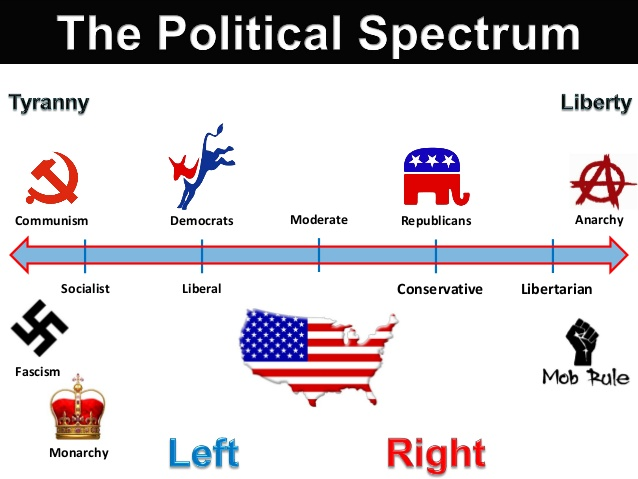 The Political Spectrum
Tyranny Liberty
Communism Democrats Moderate Republicans Anarchy
Socialist Liberal Conservative Libertarian
Fascism Mob Rule
Monarchy Left Right